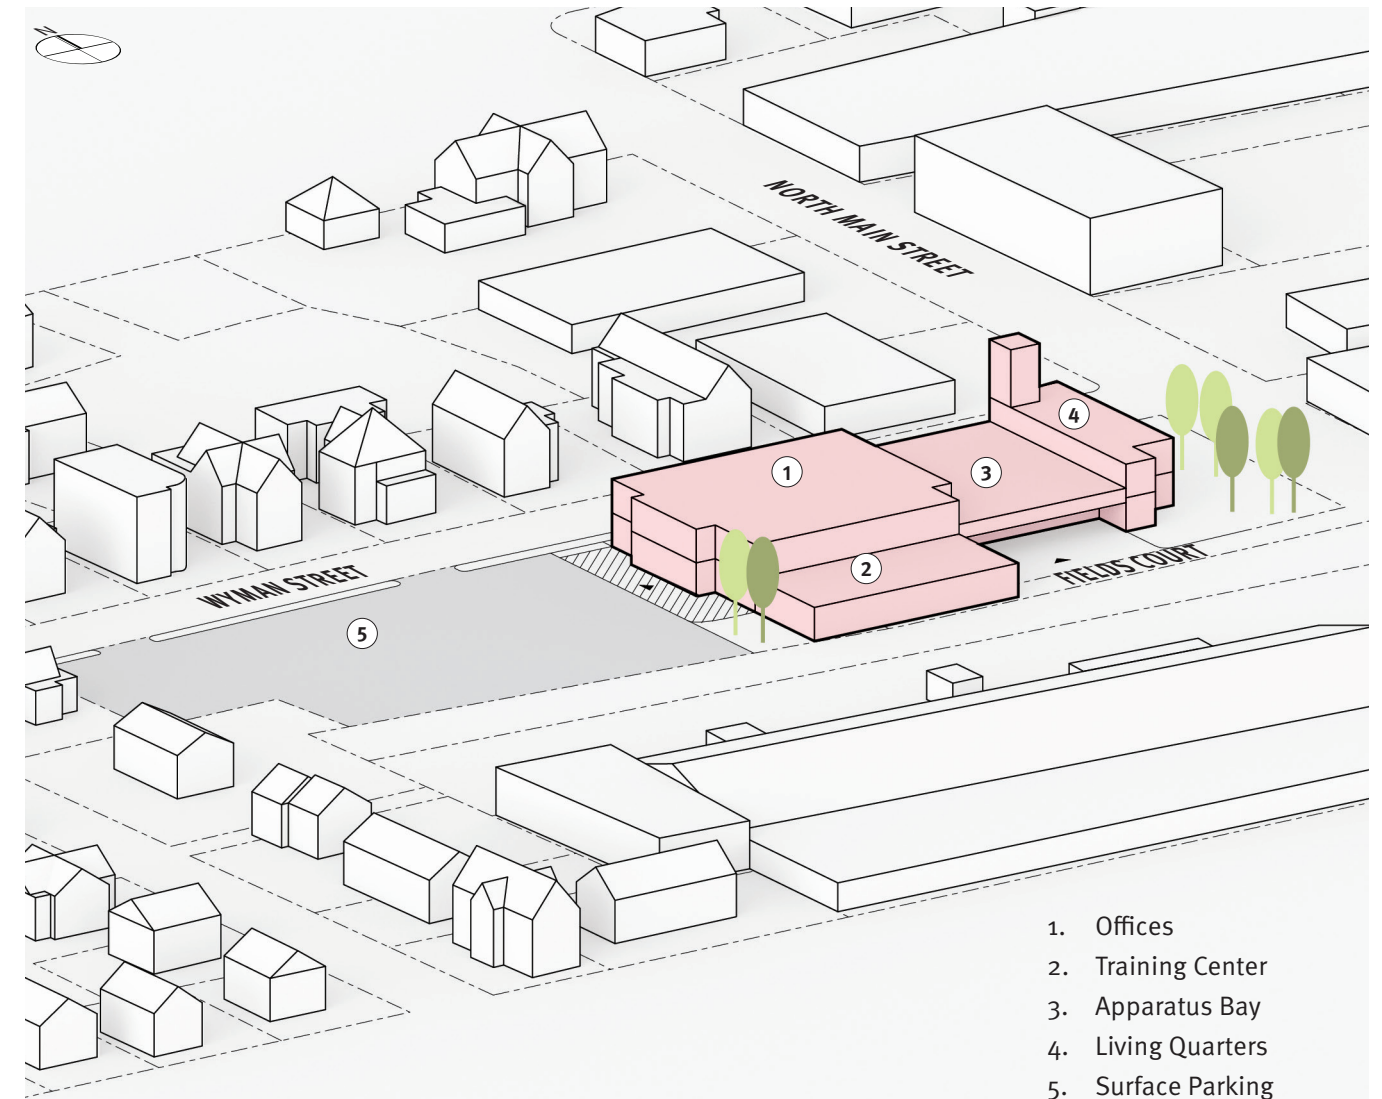 N
NORTH MAIN STREET
4
1
3
2
FIELDS COURT
WYMAN STREET
5
1. Offices
2. Training Center
3. Apparatus Bay
4. Living Quarters
5. Surface Parking